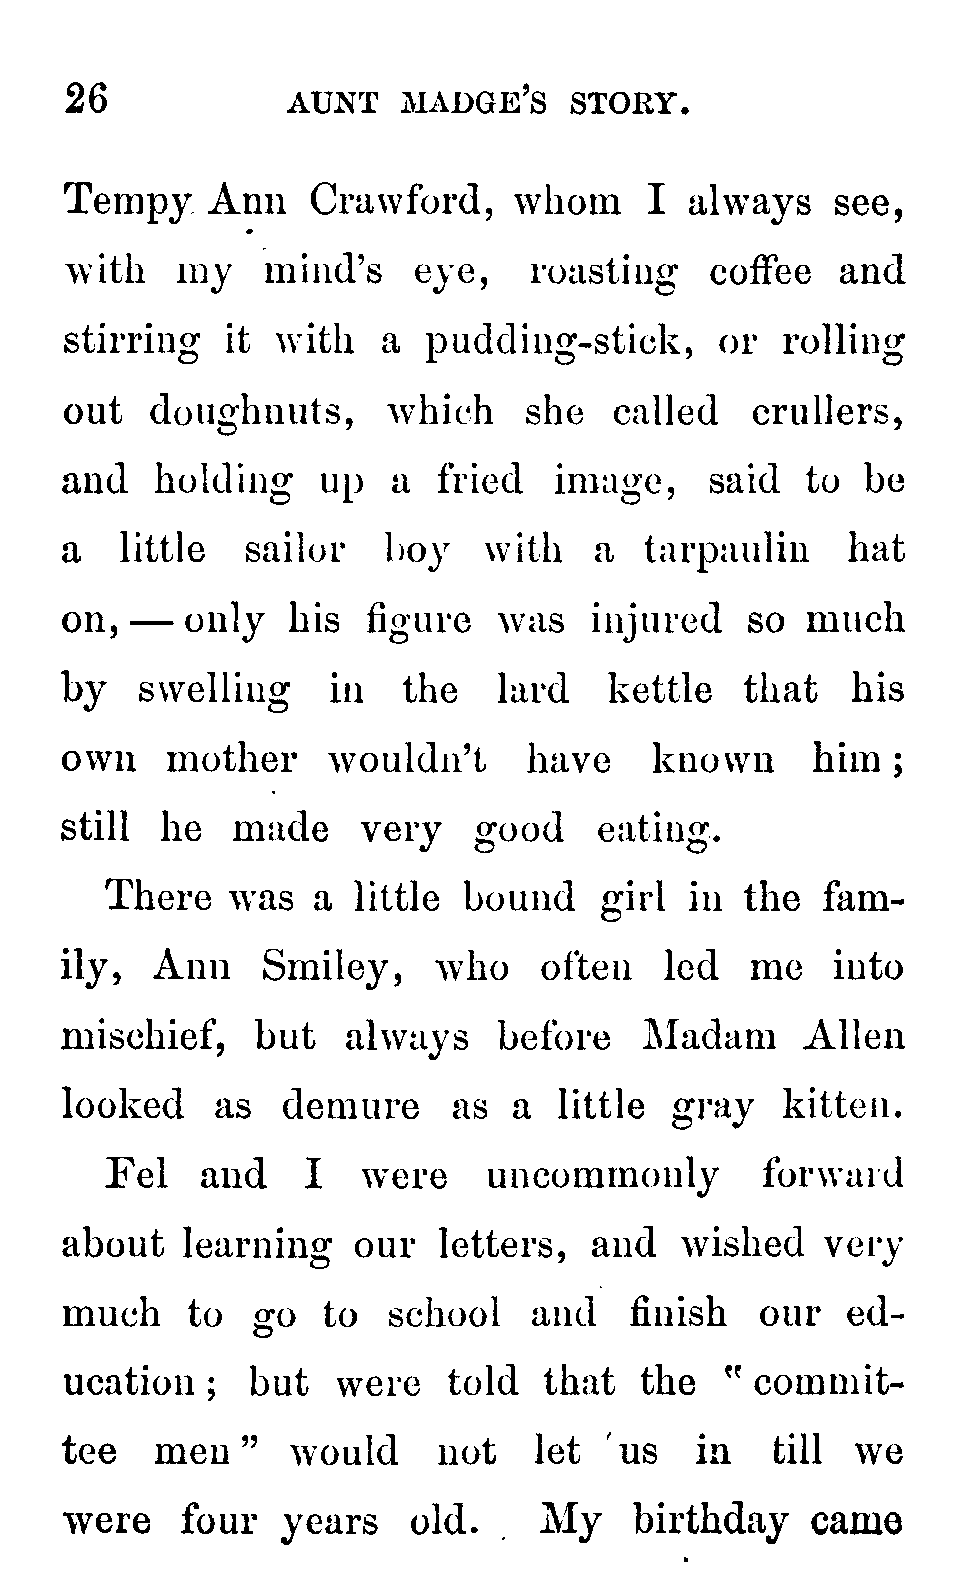 26 AUNT MADGE'S STORY.
Tempy Ann Crawford, whom I always see,
with my mind's eye, roasting coffee and
stirring it with a pudding-stick, or rolling
out doughnuts, which she called crullers,
and holding up a fried image, said to be
a little sailor boy with a tarpaulin hat
on, — only his figure was injured so much
by swelling in the lard kettle that his
own mother wouldn't have known him;
still he made very good eating.
There was a little bound girl in the fam-
ily, Ann Smiley, who often led me into
mischief, but always before Madam Allen
looked as demure as a little gray kitten.
Fel and I were uncommonly forward
about learning our letters, and wished very
much to go to school and finish our ed-
ucation; but were told that the "commit-
tee men" would not let us in till we
were four years old. My birthday came